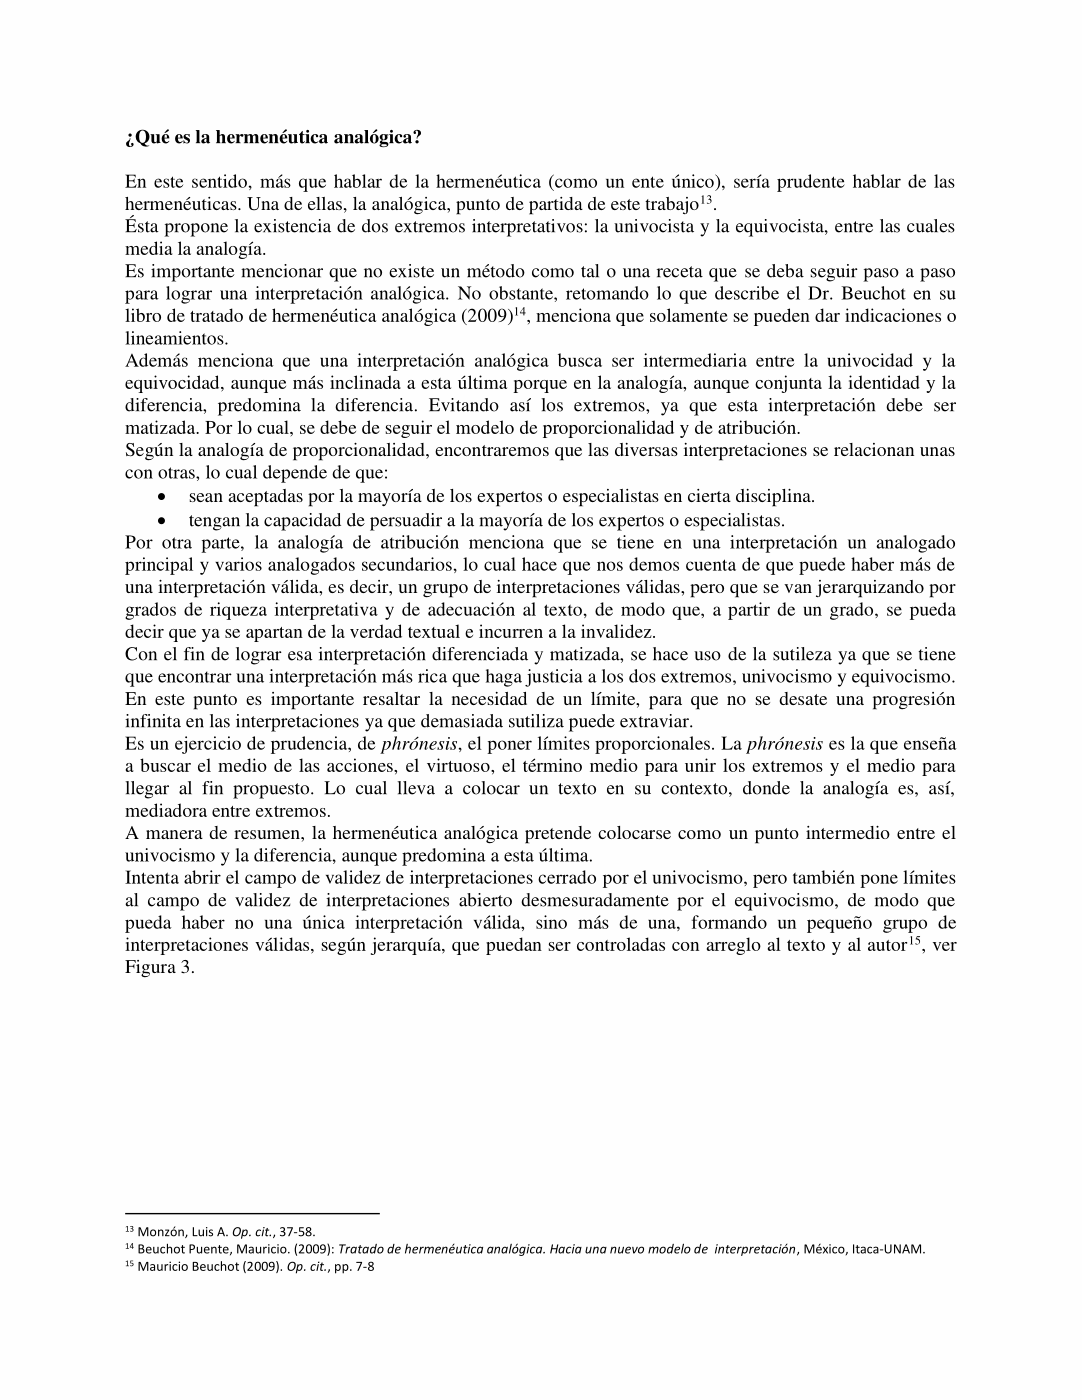 ¿Qué es la hermenéutica analógica?
En este sentido, más que hablar de la hermenéutica (como un ente único), sería prudente hablar de las
hermenéuticas. Una de ellas, la analógica, punto de partida de este trabajo13.
Ésta propone la existencia de dos extremos interpretativos: la univocista y la equivocista, entre las cuales
media la analogía.
Es importante mencionar que no existe un método como tal o una receta que se deba seguir paso a paso
para lograr una interpretación analógica. No obstante, retomando lo que describe el Dr. Beuchot en su
libro de tratado de hermenéutica analógica (2009)14, menciona que solamente se pueden dar indicaciones o
lineamientos.
Además menciona que una interpretación analógica busca ser intermediaria entre la univocidad y la
equivocidad, aunque más inclinada a esta última porque en la analogía, aunque conjunta la identidad y la
diferencia, predomina la diferencia. Evitando así los extremos, ya que esta interpretación debe ser
matizada. Por lo cual, se debe de seguir el modelo de proporcionalidad y de atribución.
Según la analogía de proporcionalidad, encontraremos que las diversas interpretaciones se relacionan unas
con otras, lo cual depende de que:
• sean aceptadas por la mayoría de los expertos o especialistas en cierta disciplina.
• tengan la capacidad de persuadir a la mayoría de los expertos o especialistas.
Por otra parte, la analogía de atribución menciona que se tiene en una interpretación un analogado
principal y varios analogados secundarios, lo cual hace que nos demos cuenta de que puede haber más de
una interpretación válida, es decir, un grupo de interpretaciones válidas, pero que se van jerarquizando por
grados de riqueza interpretativa y de adecuación al texto, de modo que, a partir de un grado, se pueda
decir que ya se apartan de la verdad textual e incurren a la invalidez.
Con el fin de lograr esa interpretación diferenciada y matizada, se hace uso de la sutileza ya que se tiene
que encontrar una interpretación más rica que haga justicia a los dos extremos, univocismo y equivocismo.
En este punto es importante resaltar la necesidad de un límite, para que no se desate una progresión
infinita en las interpretaciones ya que demasiada sutiliza puede extraviar.
Es un ejercicio de prudencia, de phrónesis, el poner límites proporcionales. La phrónesis es la que enseña
a buscar el medio de las acciones, el virtuoso, el término medio para unir los extremos y el medio para
llegar al fin propuesto. Lo cual lleva a colocar un texto en su contexto, donde la analogía es, así,
mediadora entre extremos.
A manera de resumen, la hermenéutica analógica pretende colocarse como un punto intermedio entre el
univocismo y la diferencia, aunque predomina a esta última.
Intenta abrir el campo de validez de interpretaciones cerrado por el univocismo, pero también pone límites
al campo de validez de interpretaciones abierto desmesuradamente por el equivocismo, de modo que
pueda haber no una única interpretación válida, sino más de una, formando un pequeño grupo de
interpretaciones válidas, según jerarquía, que puedan ser controladas con arreglo al texto y al autor15, ver
Figura 3.
13 Monzón, Luis A. Op. cit., 37-58.
14 Beuchot Puente, Mauricio. (2009): Tratado de hermenéutica analógica. Hacia una nuevo modelo de interpretación, México, Itaca-UNAM.
15 Mauricio Beuchot (2009). Op. cit., pp. 7-8